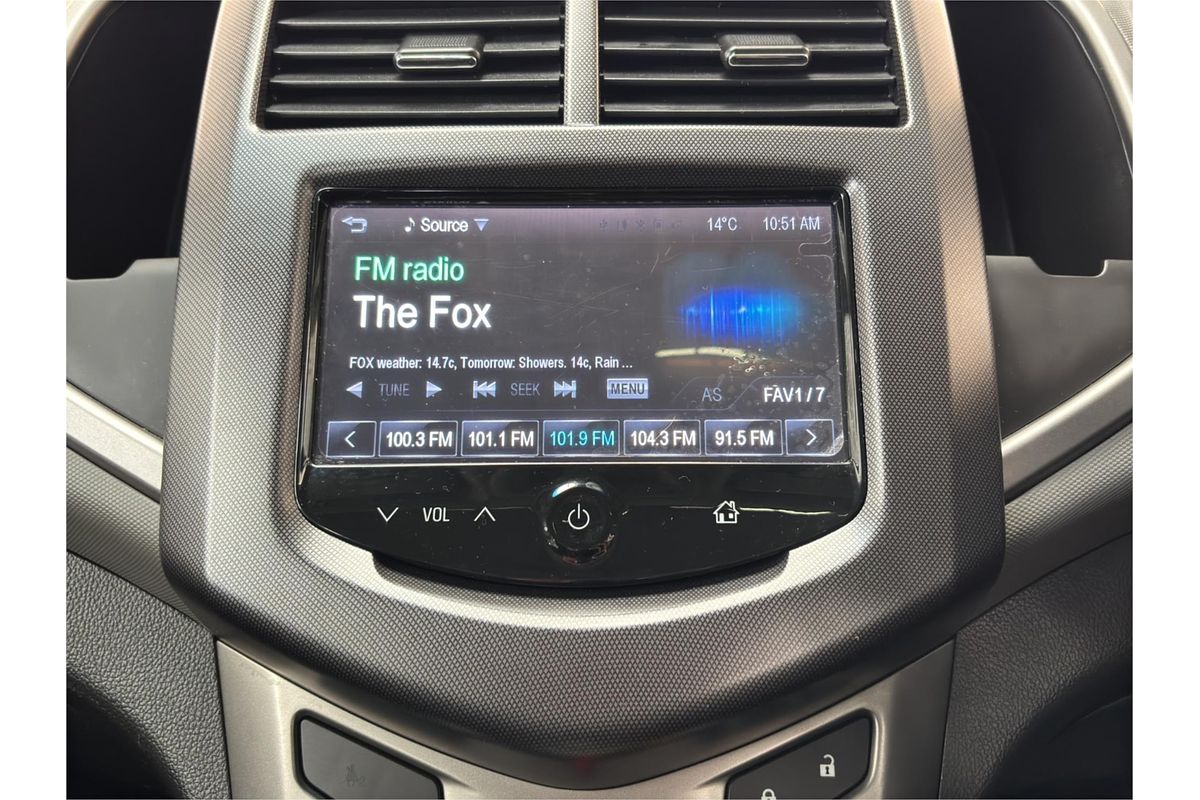 Source 14°C 10:51 AM
FM radio
The Fox
FOX weather: 14.7c, Tomorrow: Showers. 14c, Rain ...
TUNE SEEK MENU AS FAV1 / 7
100.3 FM 101.1 FM 101.9 FM 104.3 FM 91.5 FM
VOL